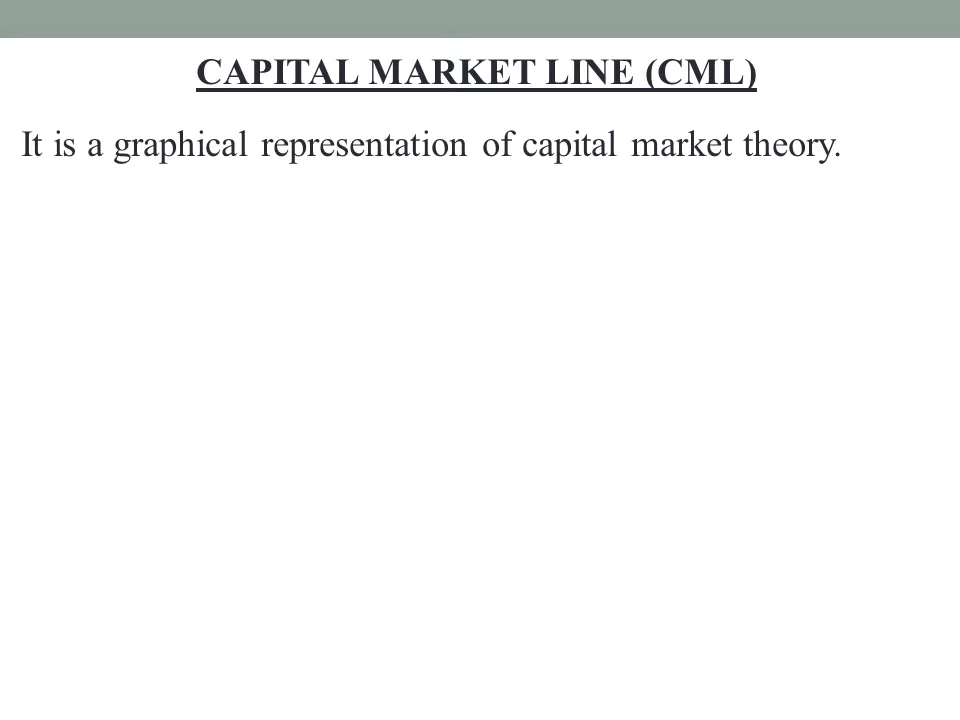 CAPITAL MARKET LINE (CML)
It is a graphical representation of capital market theory.